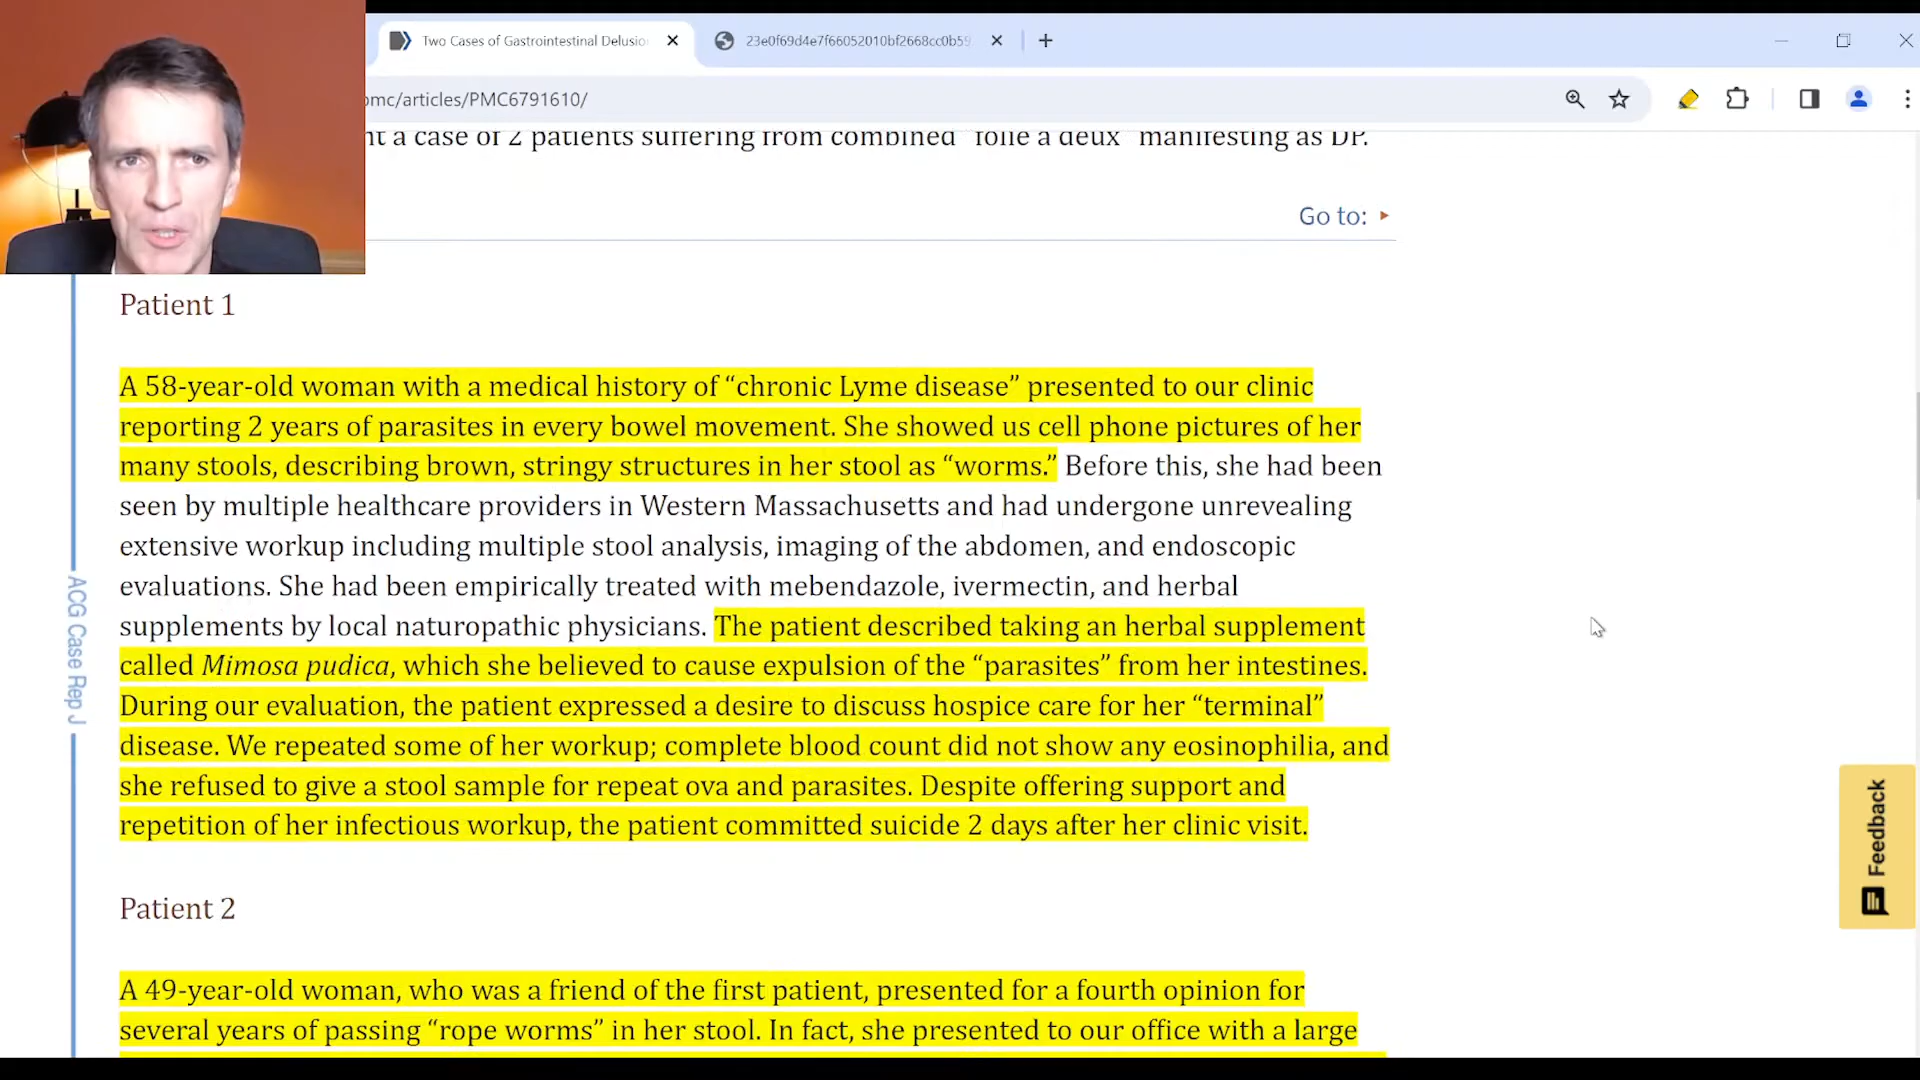 Two Cases of Gastrointestinal Delusio
23e0f69d4e7f66052010bf2668cc0b59
omc/articles/PMC6791610/
nt a case of 2 patients suffering from combined "folie a deux" manifesting as DP.
Go to:
Patient 1
A 58-year-old woman with a medical history of “chronic Lyme disease” presented to our clinic
reporting 2 years of parasites in every bowel movement. She showed us cell phone pictures of her
many stools, describing brown, stringy structures in her stool as “worms.” Before this, she had been
seen by multiple healthcare providers in Western Massachusetts and had undergone unrevealing
extensive workup including multiple stool analysis, imaging of the abdomen, and endoscopic
evaluations. She had been empirically treated with mebendazole, ivermectin, and herbal
supplements by local naturopathic physicians. The patient described taking an herbal supplement
called Mimosa pudica, which she believed to cause expulsion of the “parasites” from her intestines.
During our evaluation, the patient expressed a desire to discuss hospice care for her “terminal”
disease. We repeated some of her workup; complete blood count did not show any eosinophilia, and
she refused to give a stool sample for repeat ova and parasites. Despite offering support and
repetition of her infectious workup, the patient committed suicide 2 days after her clinic visit.
Patient 2
A 49-year-old woman, who was a friend of the first patient, presented for a fourth opinion for
several years of passing “rope worms” in her stool. In fact, she presented to our office with a large
ACG Case Rep J
Feedback